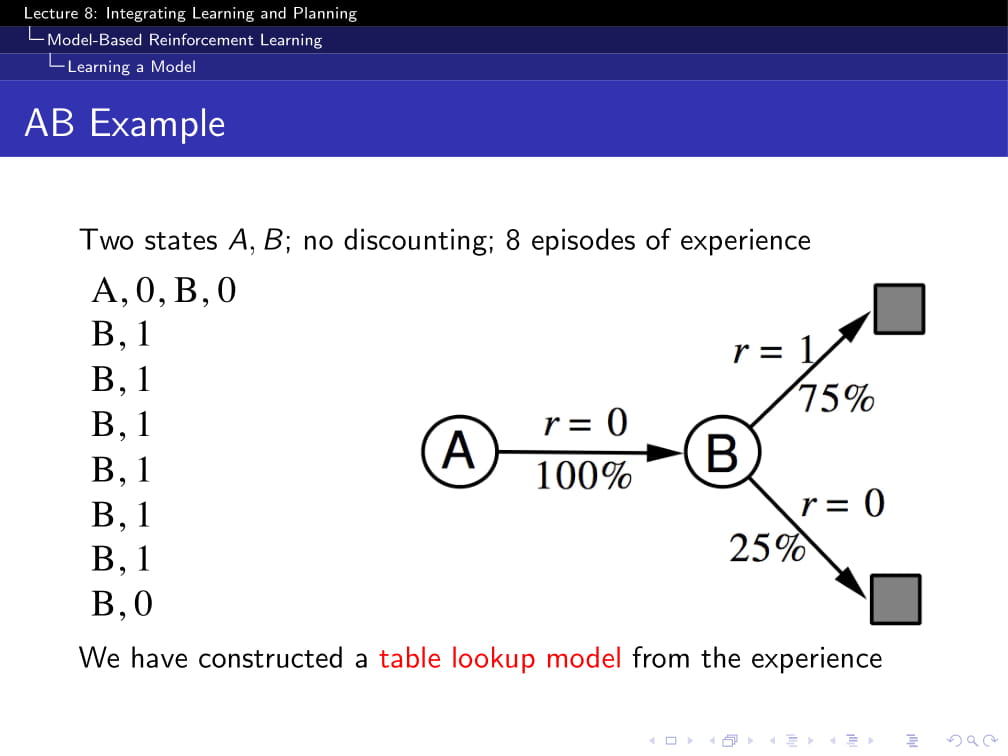 Lecture 8: Integrating Learning and Planning
Model-Based Reinforcement Learning
Learning a Model
AB Example
Two states A, B; no discounting; 8 episodes of experience
A, 0, B, 0
B, 1
B, 1
B, 1
B, 1
B, 1
B, 1
B, 0
A
r = 0
100%
B
r = 1
75%
r = 0
25%
We have constructed a table lookup model from the experience